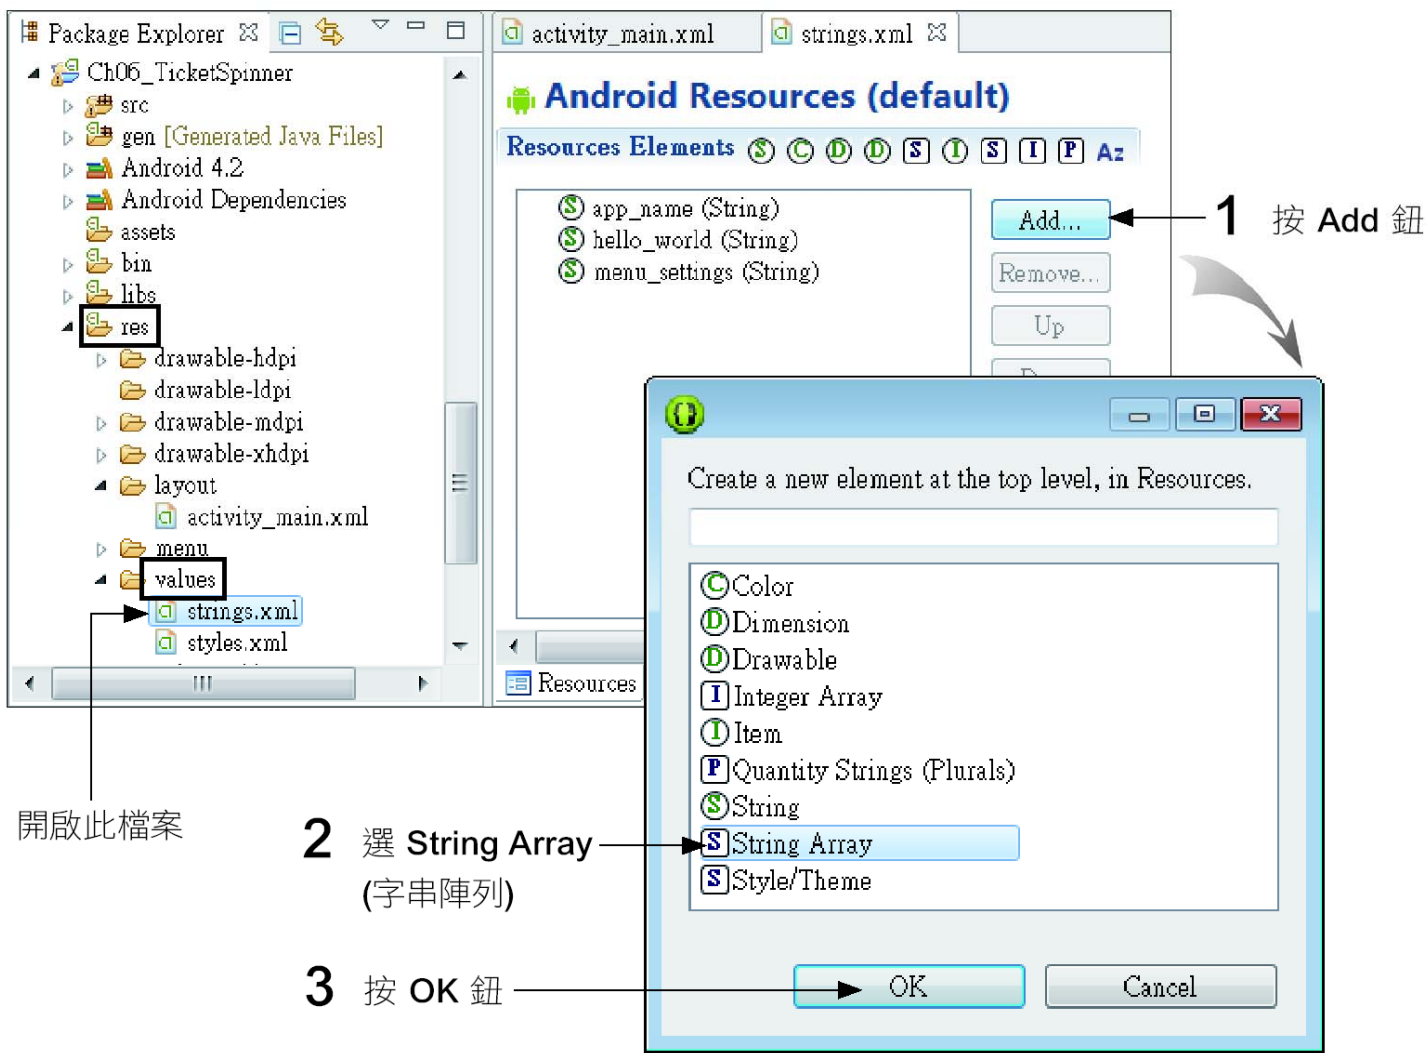 Package Explorer
Ch06_TicketSpinner
src
gen [Generated Java Files]
Android 4.2
Android Dependencies
assets
bin
libs
res
drawable-hdpi
drawable-ldpi
drawable-mdpi
drawable-xhdpi
layout
activity_main.xml
menu
values
strings.xml
styles.xml
開啟此檔案
activity_main.xml
strings.xml
Android Resources (default)
Resources Elements S C D D S I S I P Az
S app_name (String)
S hello_world (String)
S menu_settings (String)
Add...
Remove...
Up
Resources
1 按 Add 鈕
Create a new element at the top level, in Resources.
C Color
D Dimension
D Drawable
I Integer Array
I Item
P Quantity Strings (Plurals)
S String
S String Array
S Style/Theme
OK
Cancel
2 選 String Array
(字串陣列)
3 按 OK 鈕